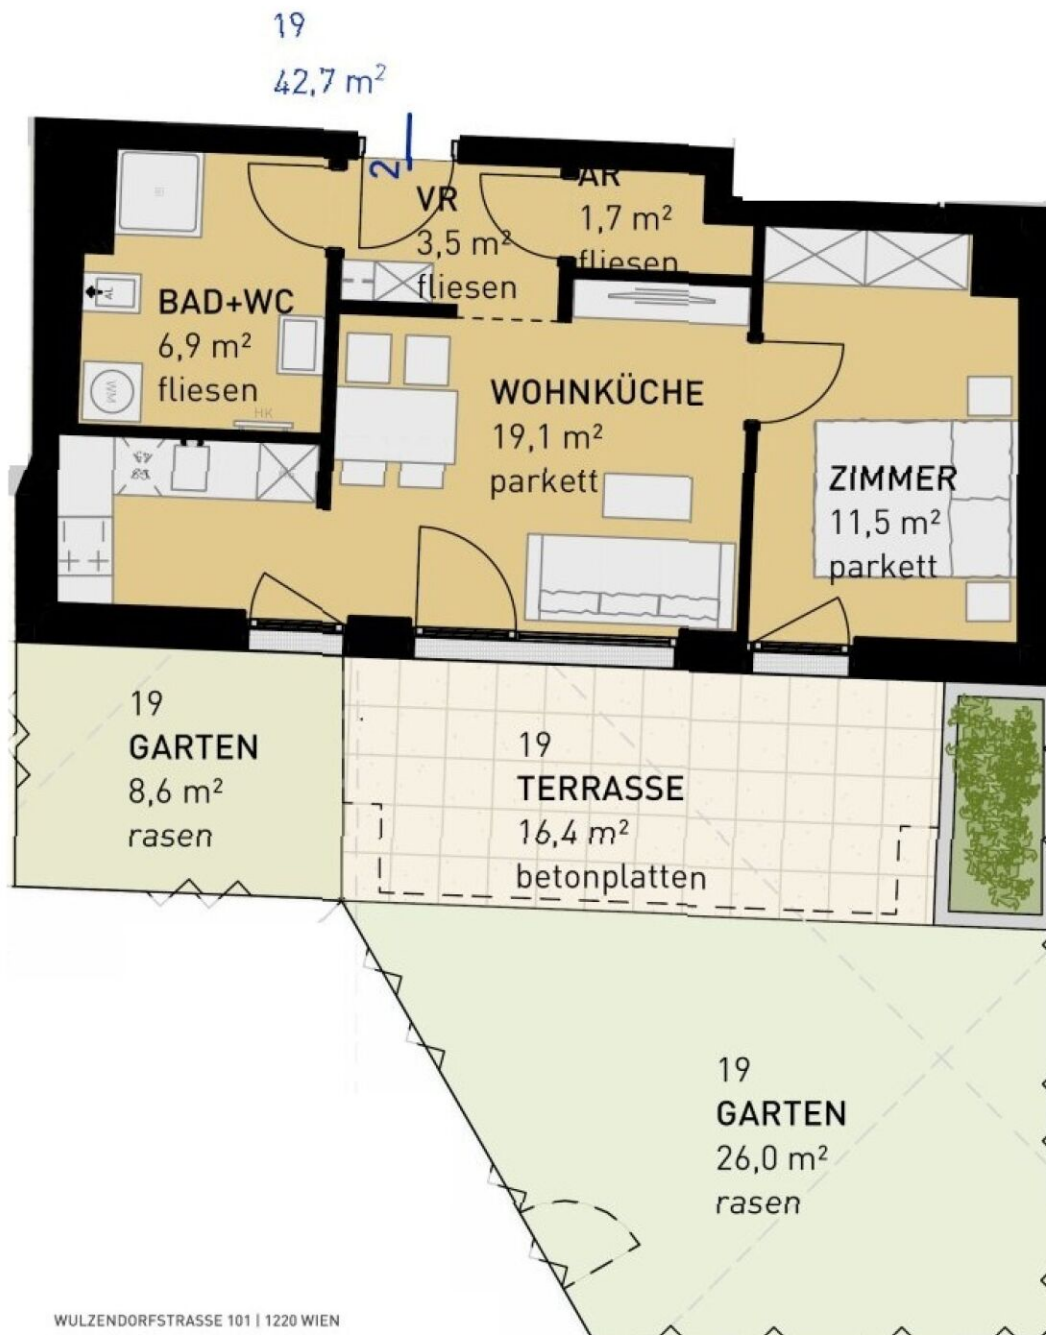 19
42,7 m²
2
VR
3,5 m²
fliesen
AR
1,7 m²
fliesen
AL
BAD+WC
6,9 m²
fliesen
WM
HK
WOHNKÜCHE
19,1 m²
parkett
ZIMMER
11,5 m²
parkett
19
GARTEN
8,6 m²
rasen
19
TERRASSE
16,4 m²
betonplatten
19
GARTEN
26,0 m²
rasen
WULZENDORFSTRASSE 101 | 1220 WIEN